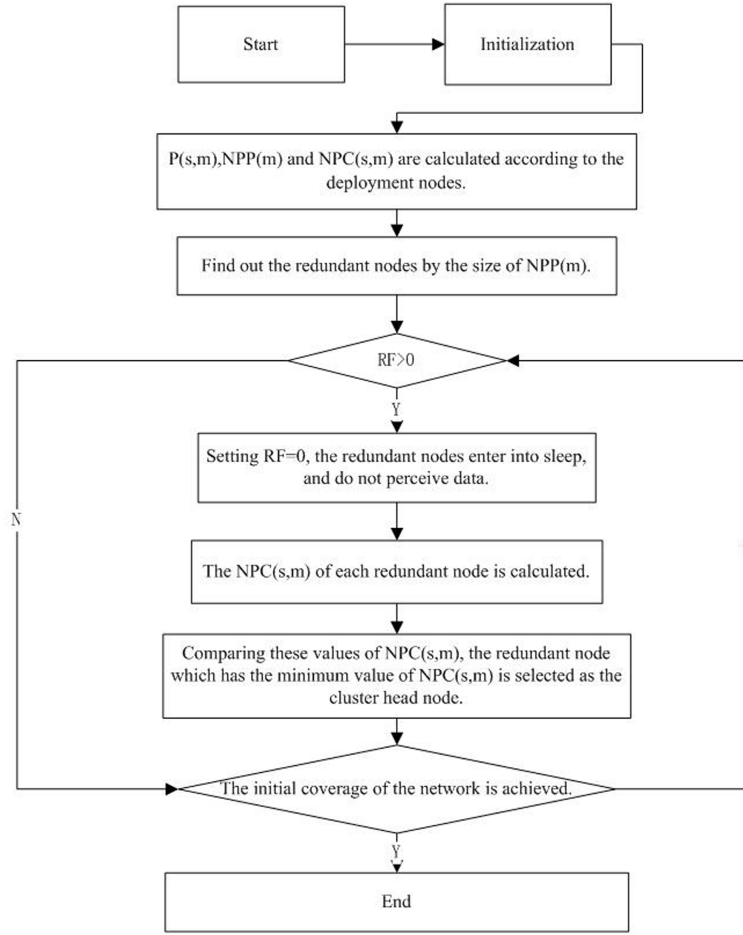 Start
Initialization
P(s,m),NPP(m) and NPC(s,m) are calculated according to the
deployment nodes.
Find out the redundant nodes by the size of NPP(m).
RF>0
Y
Setting RF=0, the redundant nodes enter into sleep,
and do not perceive data.
N
The NPC(s,m) of each redundant node is calculated.
Comparing these values of NPC(s,m), the redundant node
which has the minimum value of NPC(s,m) is selected as the
cluster head node.
The initial coverage of the network is achieved.
Y
End